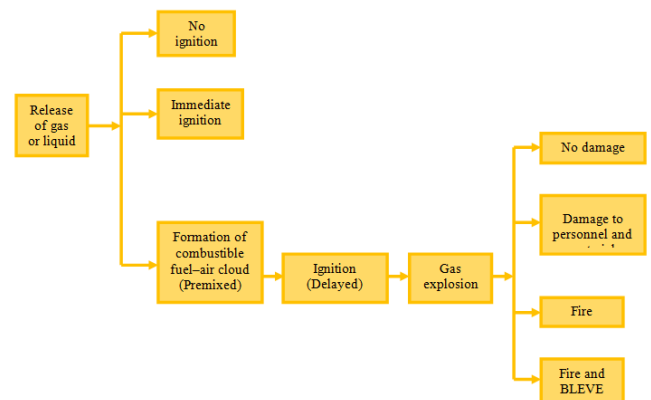 No
ignition
Release
of gas
or liquid
Immediate
ignition
Formation of
combustible
fuel–air cloud
(Premixed)
Ignition
(Delayed)
Gas
explosion
No damage
Damage to
personnel and
Fire
Fire and
BLEVE